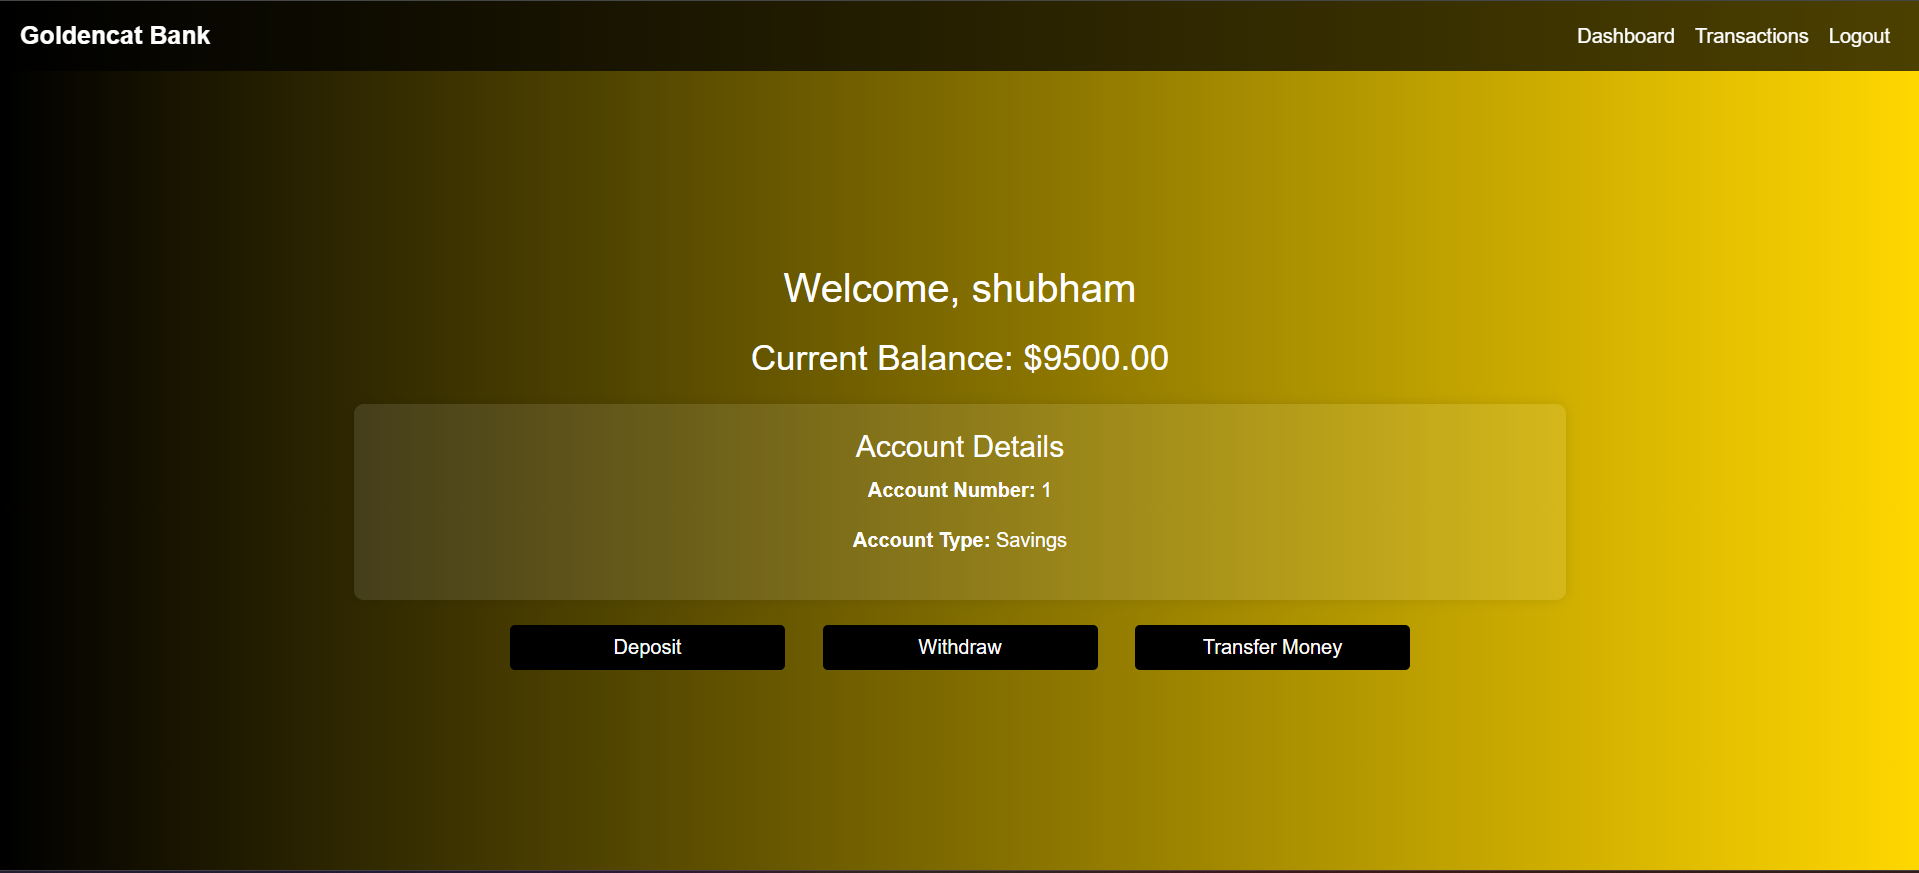 Goldencat Bank
Dashboard Transactions Logout
Welcome, shubham
Current Balance: $9500.00
Account Details
Account Number: 1
Account Type: Savings
Deposit Withdraw Transfer Money